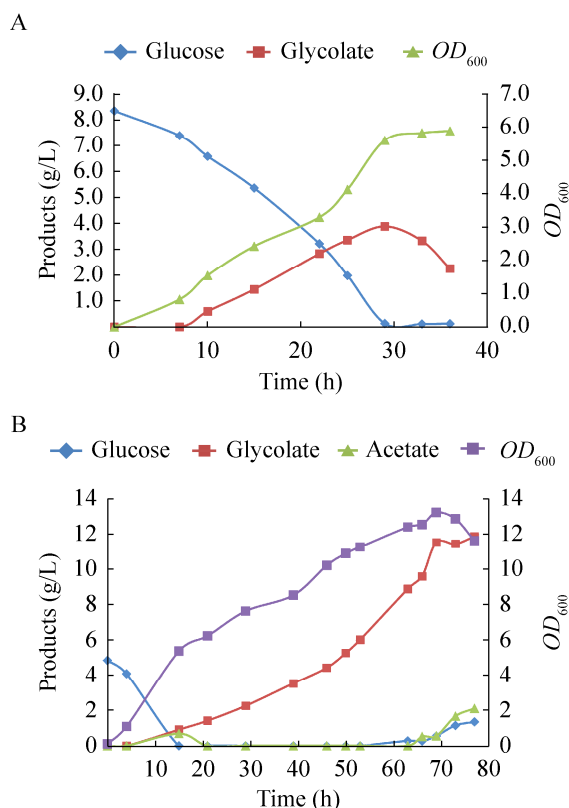 A
Glucose Glycolate OD600
9.0 7.0
8.0 6.0
7.0 5.0
6.0 4.0
5.0 3.0
4.0 2.0
3.0 1.0
2.0 0.0
1.0
Products (g/L)
OD600
0 10 20 30 40
Time (h)
B
Glucose Glycolate Acetate OD600
14 14
12 12
10 10
8 8
6 6
4 4
2 2
0 0
Products (g/L)
OD600
10 20 30 40 50 60 70 80
Time (h)